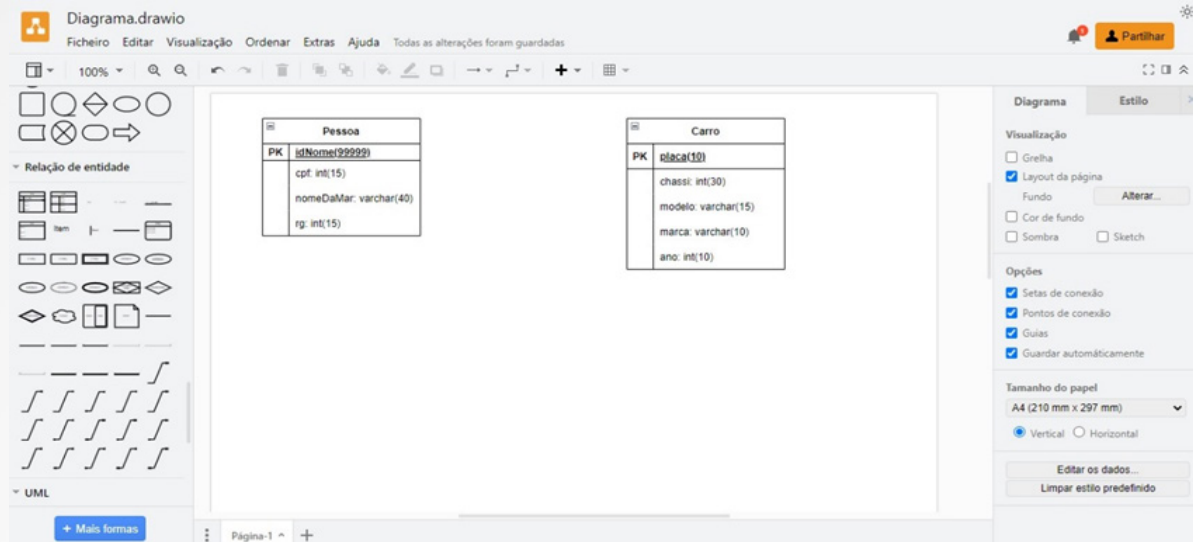 Diagrama.drawio
Ficheiro Editar Visualização Ordenar Extras Ajuda Todas as alterações foram guardadas
Partilhar
100%
Relação de entidade
Item
UML
+ Mais formas
Pessoa
PK idNome(99999)
cpf: int(15)
nomeDaMar: varchar(40)
rg: int(15)
Carro
PK placa(10)
chassi: int(30)
modelo: varchar(15)
marca: varchar(10)
ano: int(10)
Página-1
Diagrama Estilo
Visualização
Grelha
Layout da página
Fundo Alterar...
Cor de fundo
Sombra Sketch
Opções
Setas de conexão
Pontos de conexão
Guias
Guardar automáticamente
Tamanho do papel
A4 (210 mm x 297 mm)
Vertical Horizontal
Editar os dados...
Limpar estilo predefinido